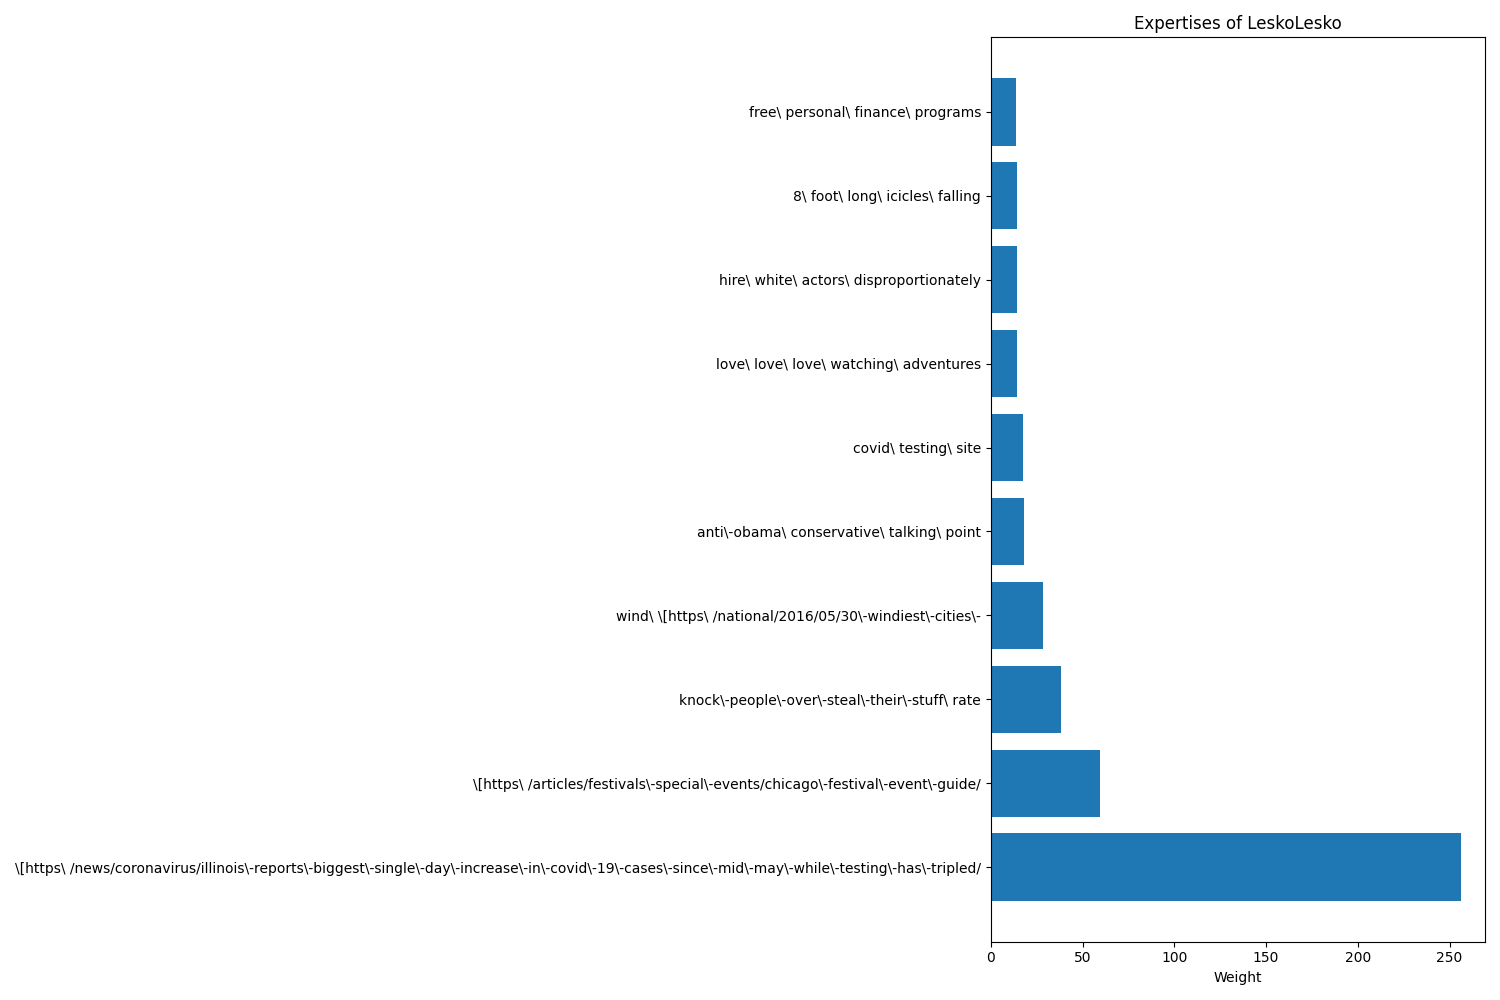 Expertises of LeskoLesko
free\ personal\ finance\ programs
8\ foot\ long\ icicles\ falling
hire\ white\ actors\ disproportionately
love\ love\ love\ watching\ adventures
covid\ testing\ site
anti\-obama\ conservative\ talking\ point
wind\ \[https\ /national/2016/05/30\-windiest\-cities\-
knock\-people\-over\-steal\-their\-stuff\ rate
\[https\ /articles/festivals\-special\-events/chicago\-festival\-event\-guide/
\[https\ /news/coronavirus/illinois\-reports\-biggest\-single\-day\-increase\-in\-covid\-19\-cases\-since\-mid\-may\-while\-testing\-has\-tripled/
0 50 100 150 200 250
Weight